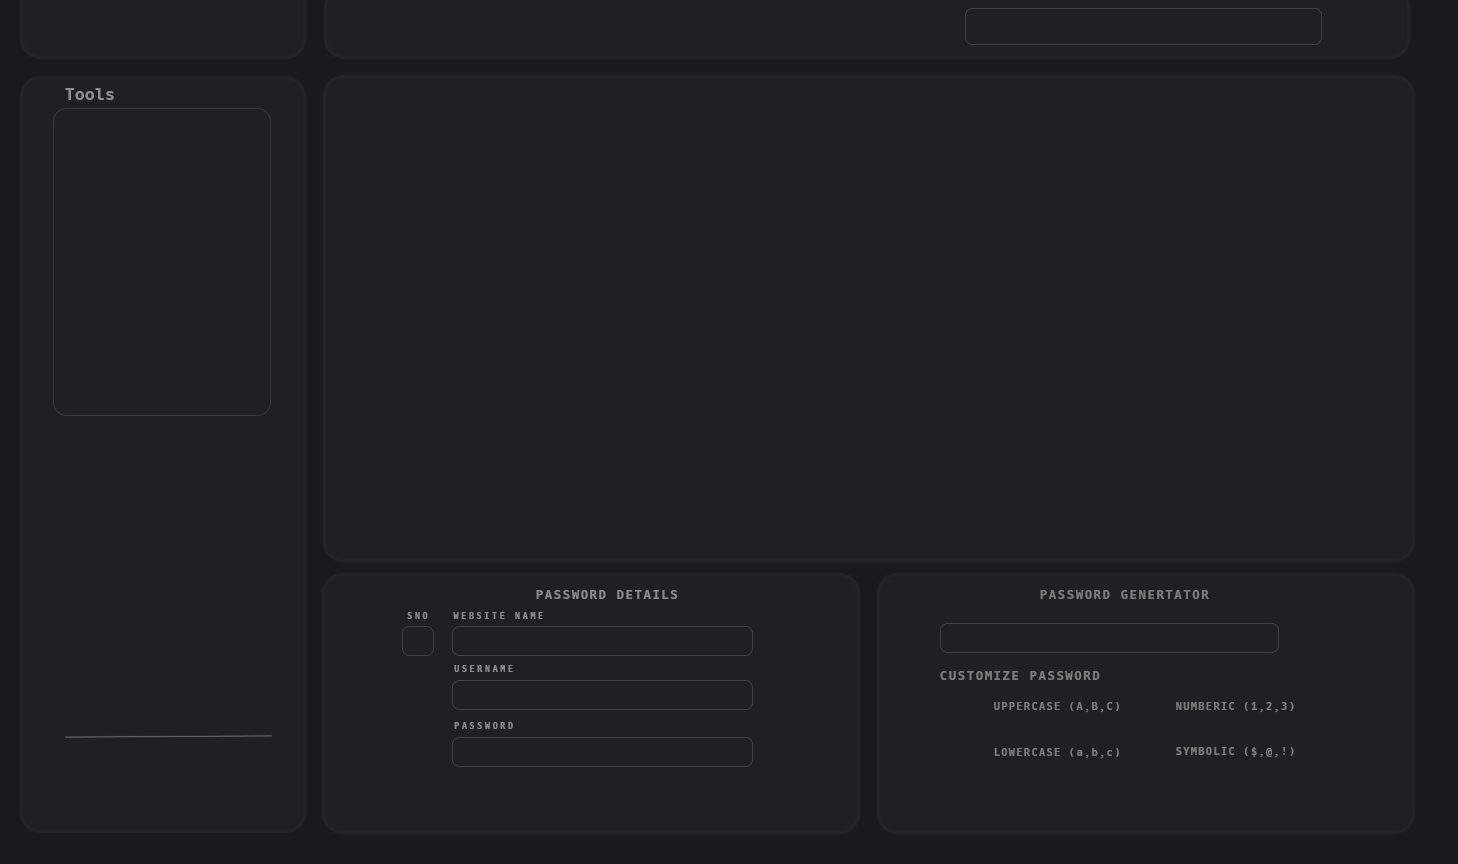 Tools
PASSWORD DETAILS
SNO WEBSITE NAME
USERNAME
PASSWORD
PASSWORD GENERTATOR
CUSTOMIZE PASSWORD
UPPERCASE (A,B,C) NUMBERIC (1,2,3)
LOWERCASE (a,b,c) SYMBOLIC ($,@,!)